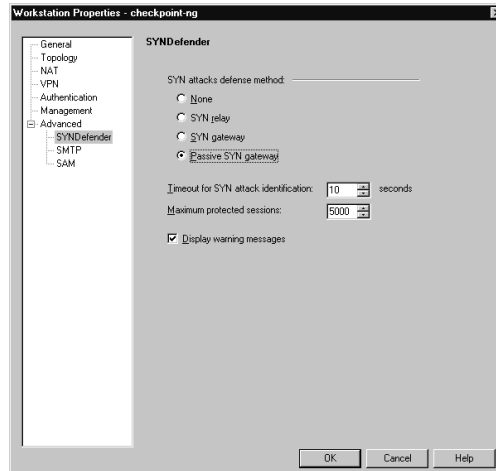 Workstation Properties - checkpoint-ng
General
Topology
NAT
VPN
Authentication
Management
Advanced
SYNDefender
SMTP
SAM
SYNDefender
SYN attacks defense method:
None
SYN relay
SYN gateway
Passive SYN gateway
Timeout for SYN attack identification: 10 seconds
Maximum protected sessions: 5000
Display warning messages
OK Cancel Help